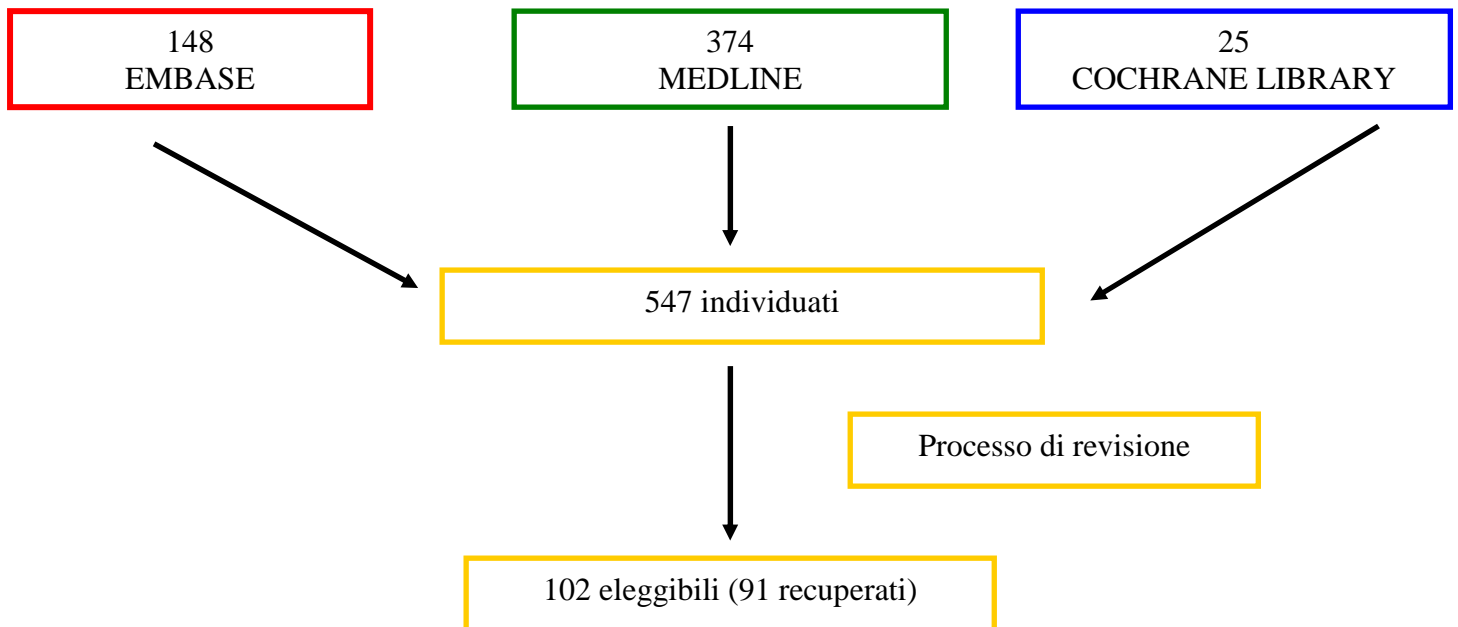 148
EMBASE
374
MEDLINE
25
COCHRANE LIBRARY
547 individuati
Processo di revisione
102 eleggibili (91 recuperati)